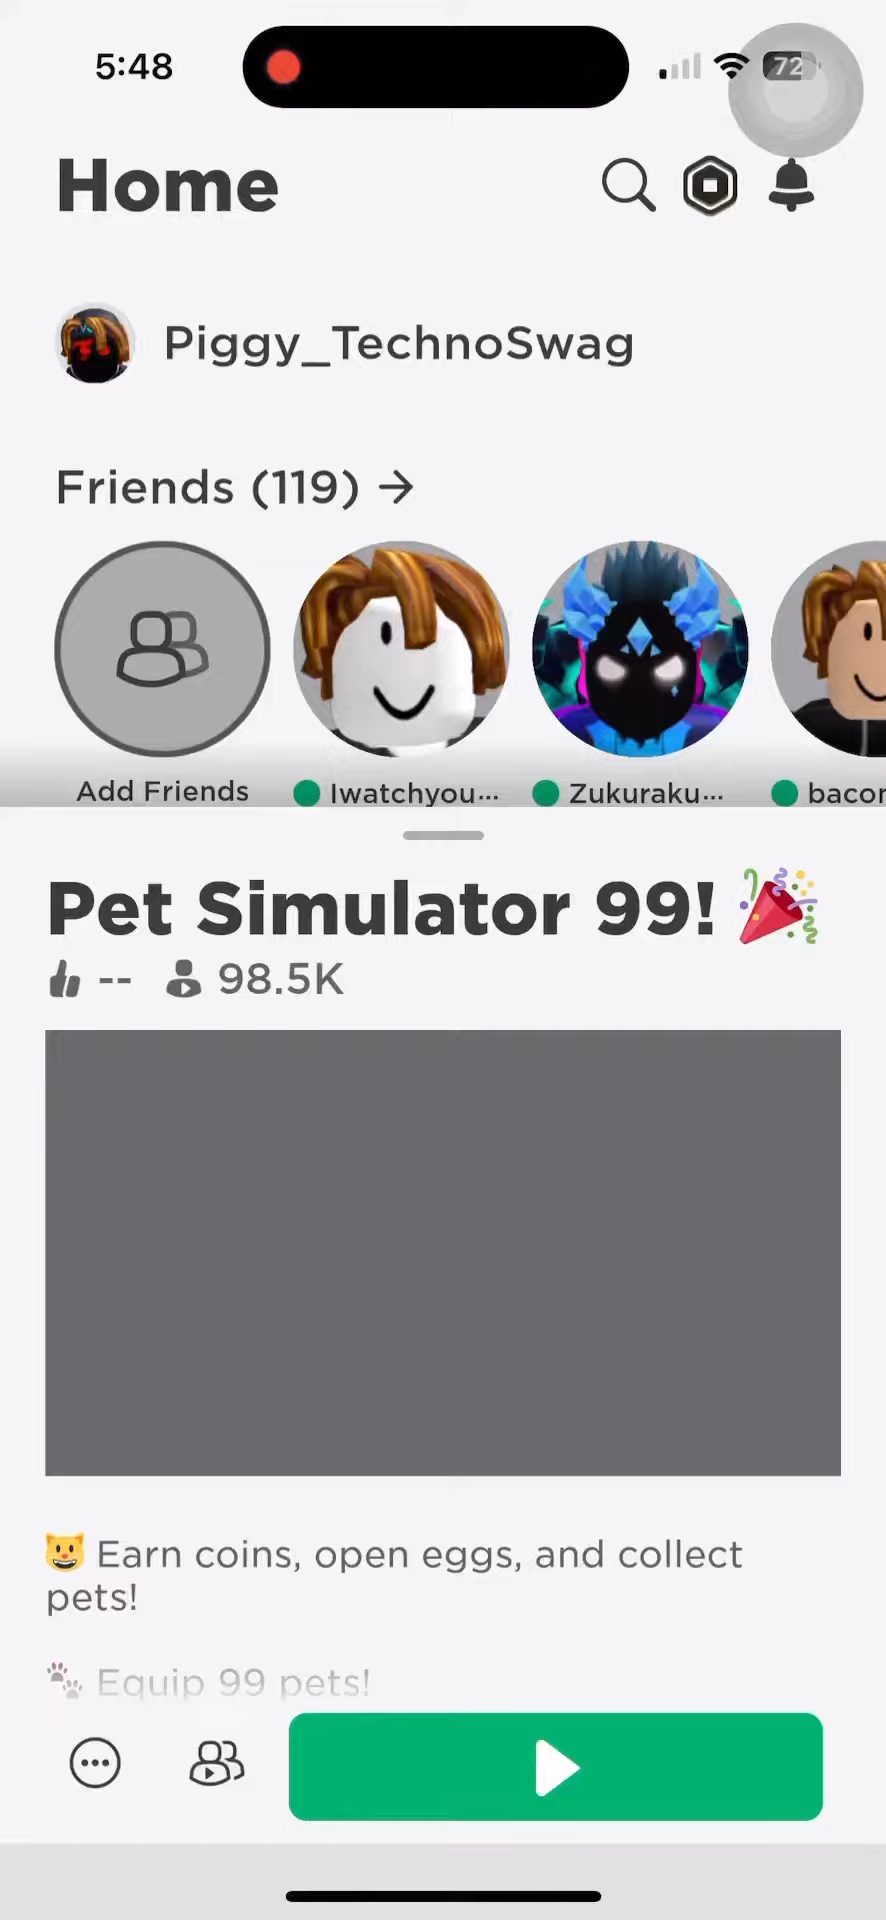 5:48
72
Home
Piggy_TechnoSwag
Friends (119) →
Add Friends
Iwatchyou...
Zukuraku...
bacor
Pet Simulator 99! 🎉
-- 98.5K
😺 Earn coins, open eggs, and collect
pets!
🐾 Equip 99 pets!